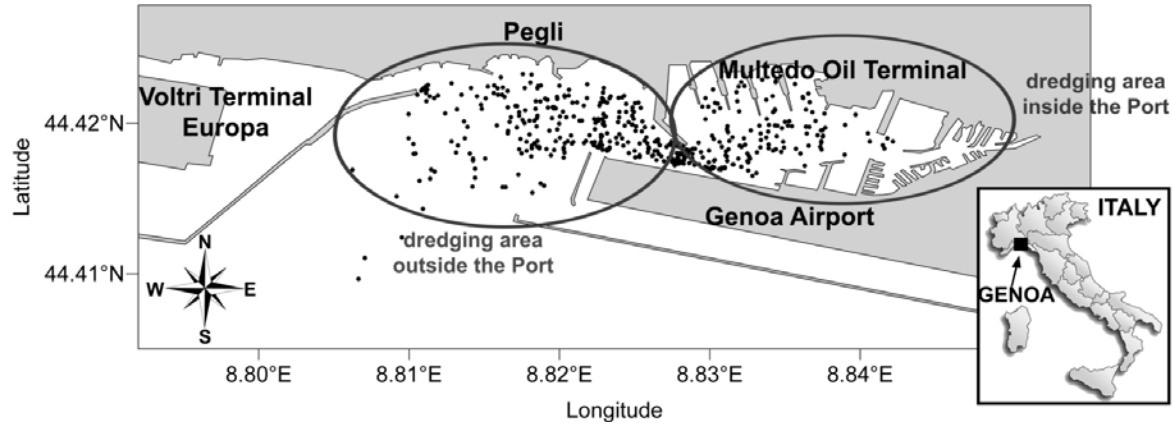 Pegli
Multedo Oil Terminal
dredging area
inside the Port
Voltri Terminal
Europa
44.42°N
Latitude
Genoa Airport
dredging area
outside the Port
44.41°N
N
W
E
S
ITALY
GENOA
8.80°E
8.81°E
8.82°E
8.83°E
8.84°E
Longitude